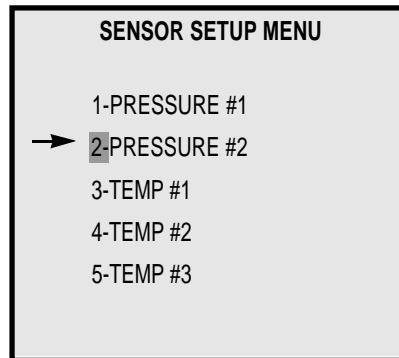 SENSOR SETUP MENU
1-PRESSURE #1
2-PRESSURE #2
3-TEMP #1
4-TEMP #2
5-TEMP #3